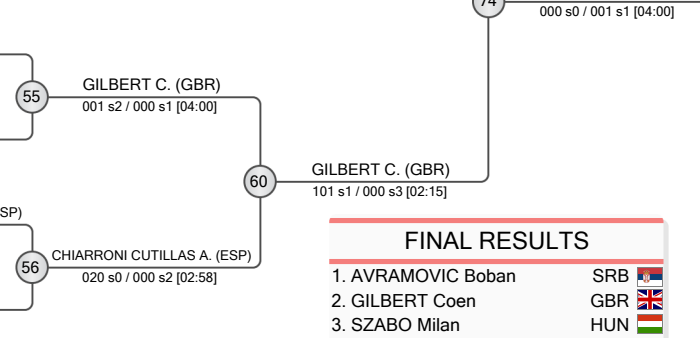 74
000 s0 / 001 s1 [04:00]
GILBERT C. (GBR)
55
001 s2 / 000 s1 [04:00]
GILBERT C. (GBR)
60
101 s1 / 000 s3 [02:15]
SP)
CHIARRONI CUTILLAS A. (ESP)
56
020 s0 / 000 s2 [02:58]
FINAL RESULTS
1. AVRAMOVIC Boban SRB
2. GILBERT Coen GBR
3. SZABO Milan HUN